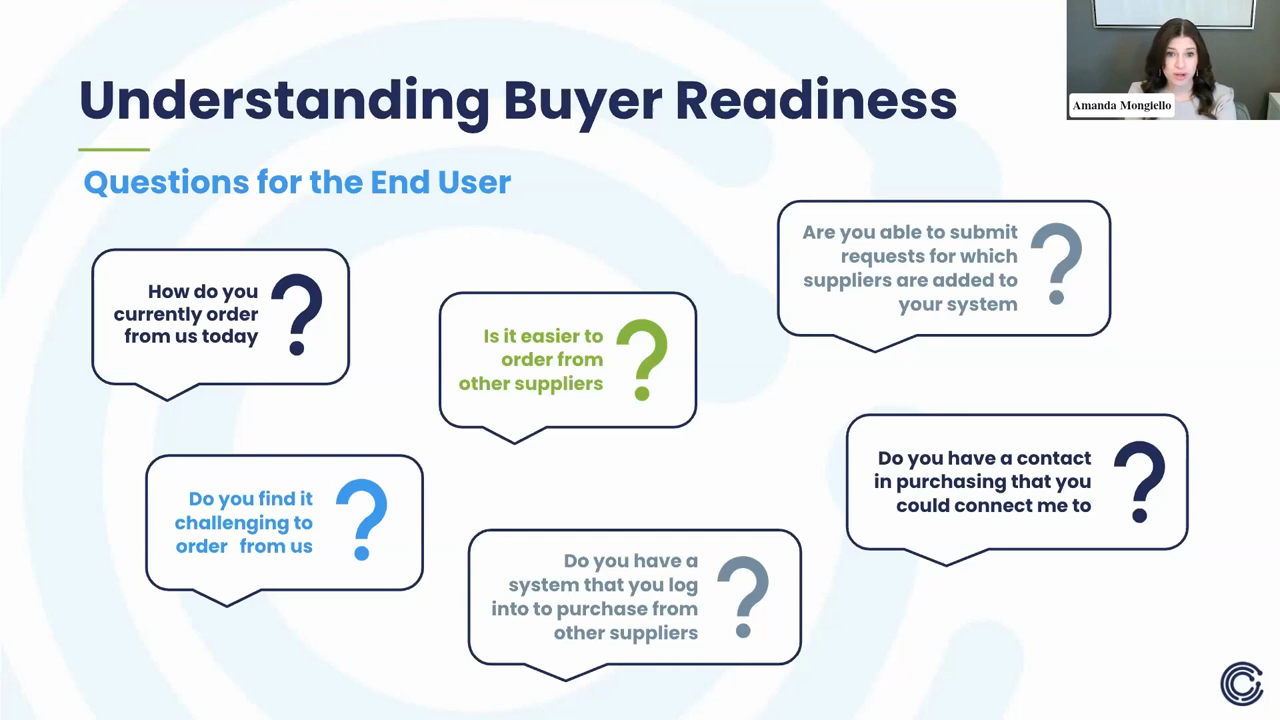 Understanding Buyer Readiness
Amanda Mongiello
Questions for the End User
Are you able to submit
requests for which
suppliers are added to
your system
?
How do you
currently order
from us today
?
Is it easier to
order from
other suppliers
?
Do you have a contact
in purchasing that you
could connect me to
?
Do you find it
challenging to
order from us
?
Do you have a
system that you log
into to purchase from
other suppliers
?